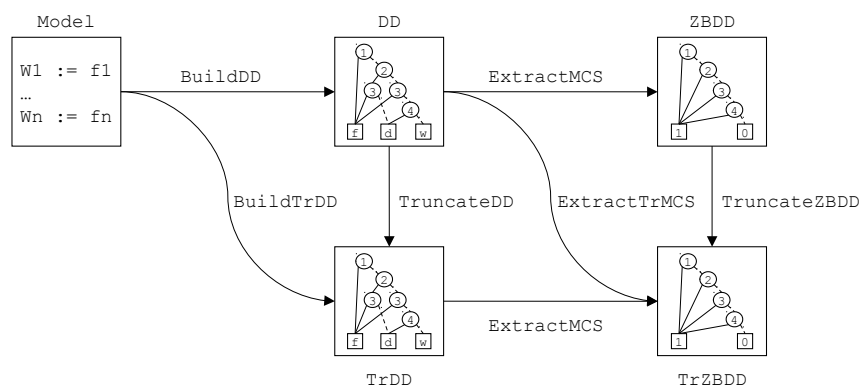 Model
DD
ZBDD
W1 := f1
…
Wn := fn
BuildDD
ExtractMCS
1
2
3 3
4
f d w
1
2
3
4
1 0
BuildTrDD
TruncateDD
ExtractTrMCS
TruncateZBDD
1
2
3 3
4
f d w
1
2
3
4
1 0
ExtractMCS
TrDD
TrZBDD